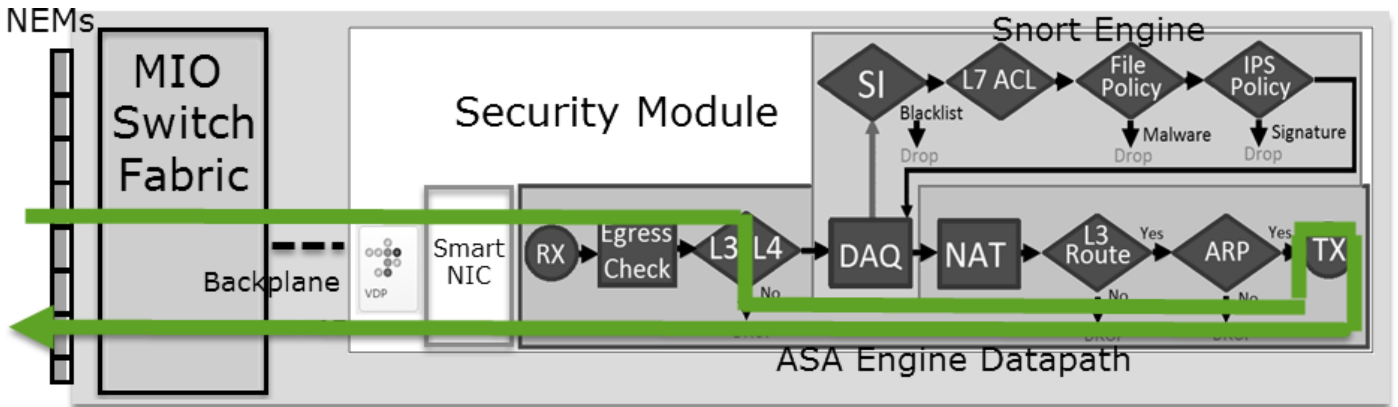 NEMs
MIO
Switch
Fabric
Backplane
Security Module
VDP
Smart
NIC
Snort Engine
SI
L7 ACL
File
Policy
IPS
Policy
Blacklist
Drop
Malware
Drop
Signature
Drop
RX
Egress
Check
L3 L4
No
DAQ
NAT
L3
Route
Yes
No
DROP
ARP
Yes
No
DROP
TX
ASA Engine Datapath